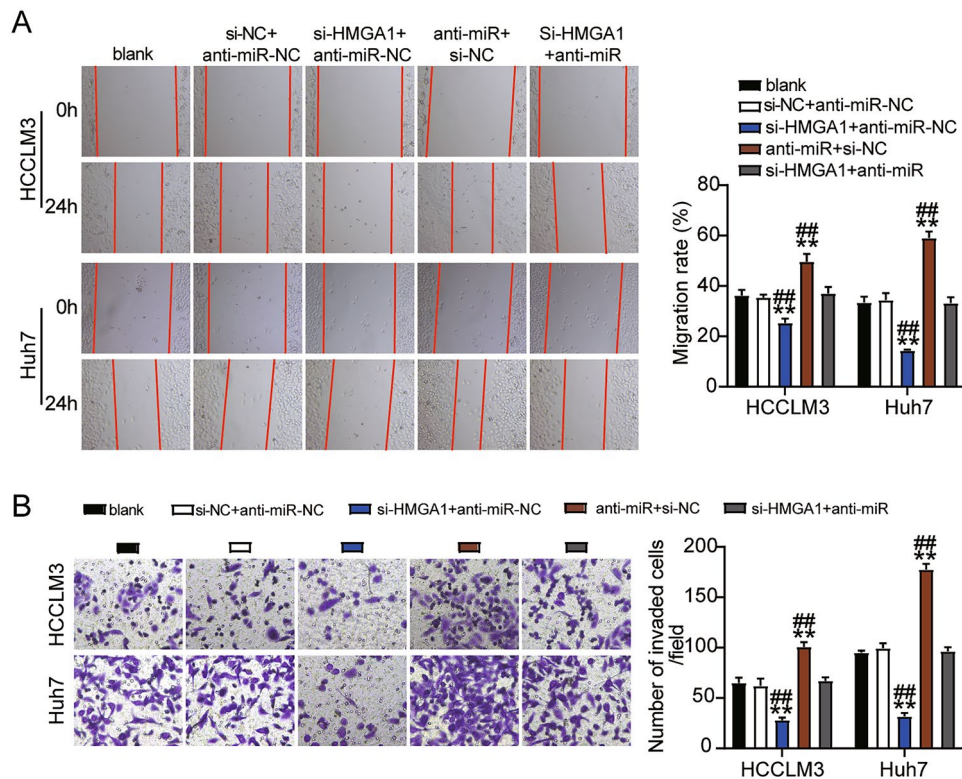 A
blank
si-NC+
anti-miR-NC
si-HMGA1+
anti-miR-NC
anti-miR+
si-NC
Si-HMGA1
+anti-miR
HCCLM3
0h
24h
Huh7
0h
24h
blank
si-NC+anti-miR-NC
si-HMGA1+anti-miR-NC
anti-miR+si-NC
si-HMGA1+anti-miR
Migration rate (%)
80
60
40
20
0
##
**
##
**
##
**
##
**
HCCLM3
Huh7
B
blank
si-NC+anti-miR-NC
si-HMGA1+anti-miR-NC
anti-miR+si-NC
si-HMGA1+anti-miR
HCCLM3
Huh7
Number of invaded cells
/field
200
150
100
50
0
##
**
##
**
##
**
##
**
HCCLM3
Huh7